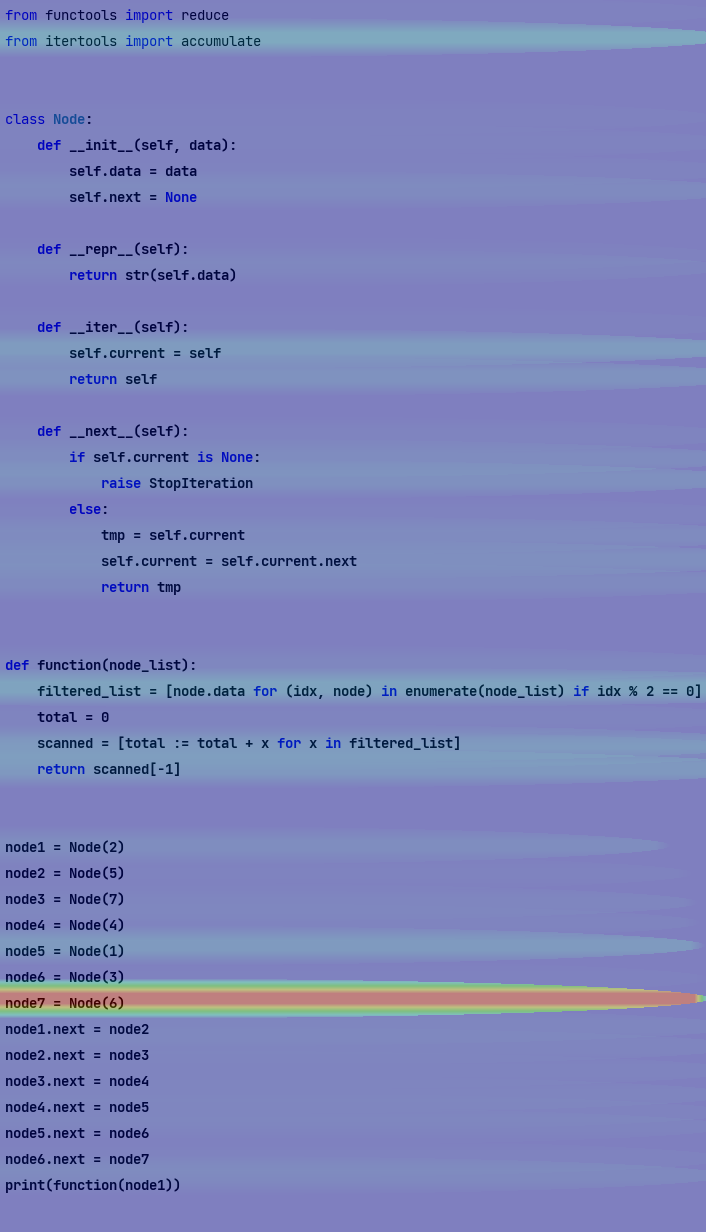 from functools import reduce
from itertools import accumulate
class Node:
    def __init__(self, data):
        self.data = data
        self.next = None
    def __repr__(self):
        return str(self.data)
    def __iter__(self):
        self.current = self
        return self
    def __next__(self):
        if self.current is None:
            raise StopIteration
        else:
            tmp = self.current
            self.current = self.current.next
            return tmp
def function(node_list):
    filtered_list = [node.data for (idx, node) in enumerate(node_list) if idx % 2 == 0]
    total = 0
    scanned = [total := total + x for x in filtered_list]
    return scanned[-1]
node1 = Node(2)
node2 = Node(5)
node3 = Node(7)
node4 = Node(4)
node5 = Node(1)
node6 = Node(3)
node7 = Node(6)
node1.next = node2
node2.next = node3
node3.next = node4
node4.next = node5
node5.next = node6
node6.next = node7
print(function(node1))